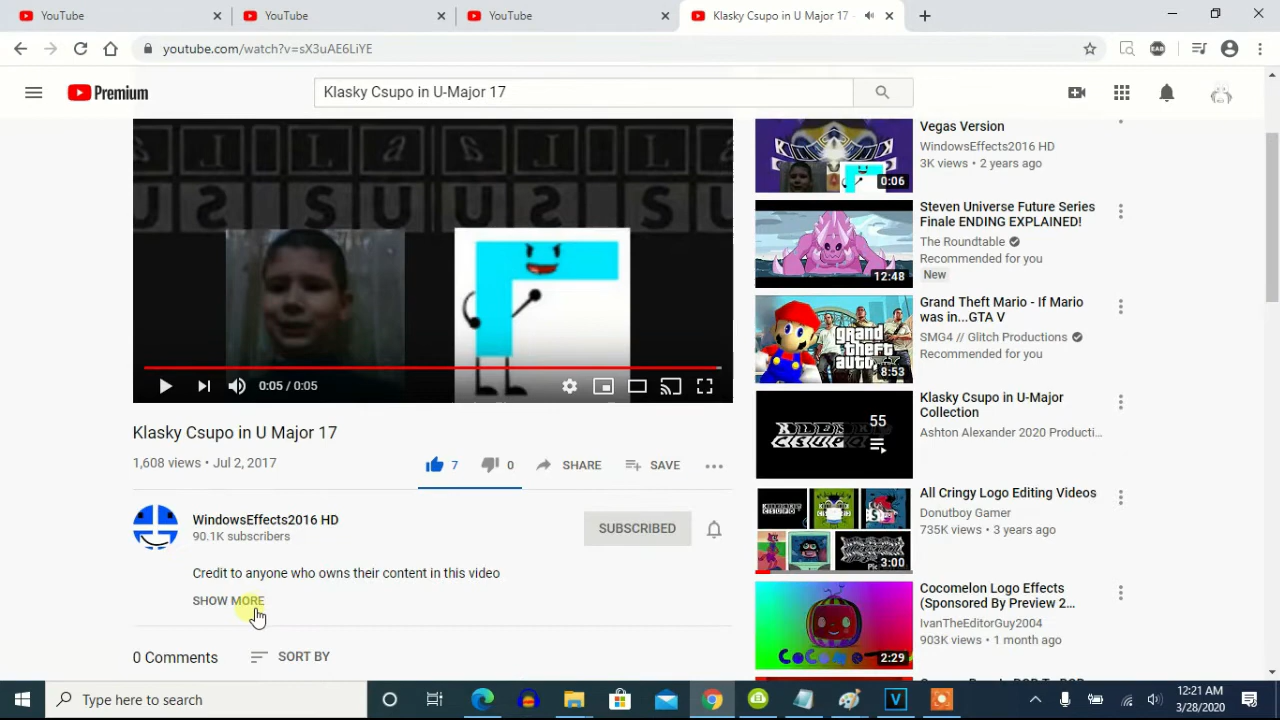 YouTube
YouTube
YouTube
Klasky Csupo in U Major 17 -
youtube.com/watch?v=sX3uAE6LiYE
Premium
Klasky Csupo in U-Major 17
0:05 / 0:05
Klasky Csupo in U Major 17
1,608 views • Jul 2, 2017
7
0
SHARE
SAVE
WindowsEffects2016 HD
90.1K subscribers
SUBSCRIBED
Credit to anyone who owns their content in this video
SHOW MORE
0 Comments
SORT BY
Vegas Version
WindowsEffects2016 HD
3K views • 2 years ago
0:06
Steven Universe Future Series
Finale ENDING EXPLAINED!
The Roundtable
Recommended for you
New
12:48
Grand Theft Mario - If Mario
was in...GTA V
SMG4 // Glitch Productions
Recommended for you
grand
theft
auto
8:53
Klasky Csupo in U-Major
Collection
Ashton Alexander 2020 Producti...
55
CSUPO
All Cringy Logo Editing Videos
Donutboy Gamer
735K views • 3 years ago
3:00
Cocomelon Logo Effects
(Sponsored By Preview 2...
IvanTheEditorGuy2004
903K views • 1 month ago
2:29
Type here to search
12:21 AM
3/28/2020